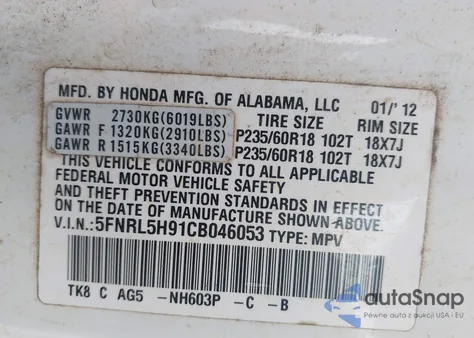 MFD. BY HONDA MFG. OF ALABAMA, LLC 01/'12
GVWR 2730KG(6019LBS) TIRE SIZE RIM SIZE
GAWR F 1320KG(2910LBS) P235/60R18 102T 18X7J
GAWR R 1515KG(3340LBS) P235/60R18 102T 18X7J
THIS VEHICLE CONFORMS TO ALL APPLICABLE
FEDERAL MOTOR VEHICLE SAFETY
AND THEFT PREVENTION STANDARDS IN EFFECT
ON THE DATE OF MANUFACTURE SHOWN ABOVE.
V.I.N.:5FNRL5H91CB046053 TYPE: MPV
TK8 C AG5 -NH603P -C -B
autoSnap
Pewne auta z aukcji USA - EU